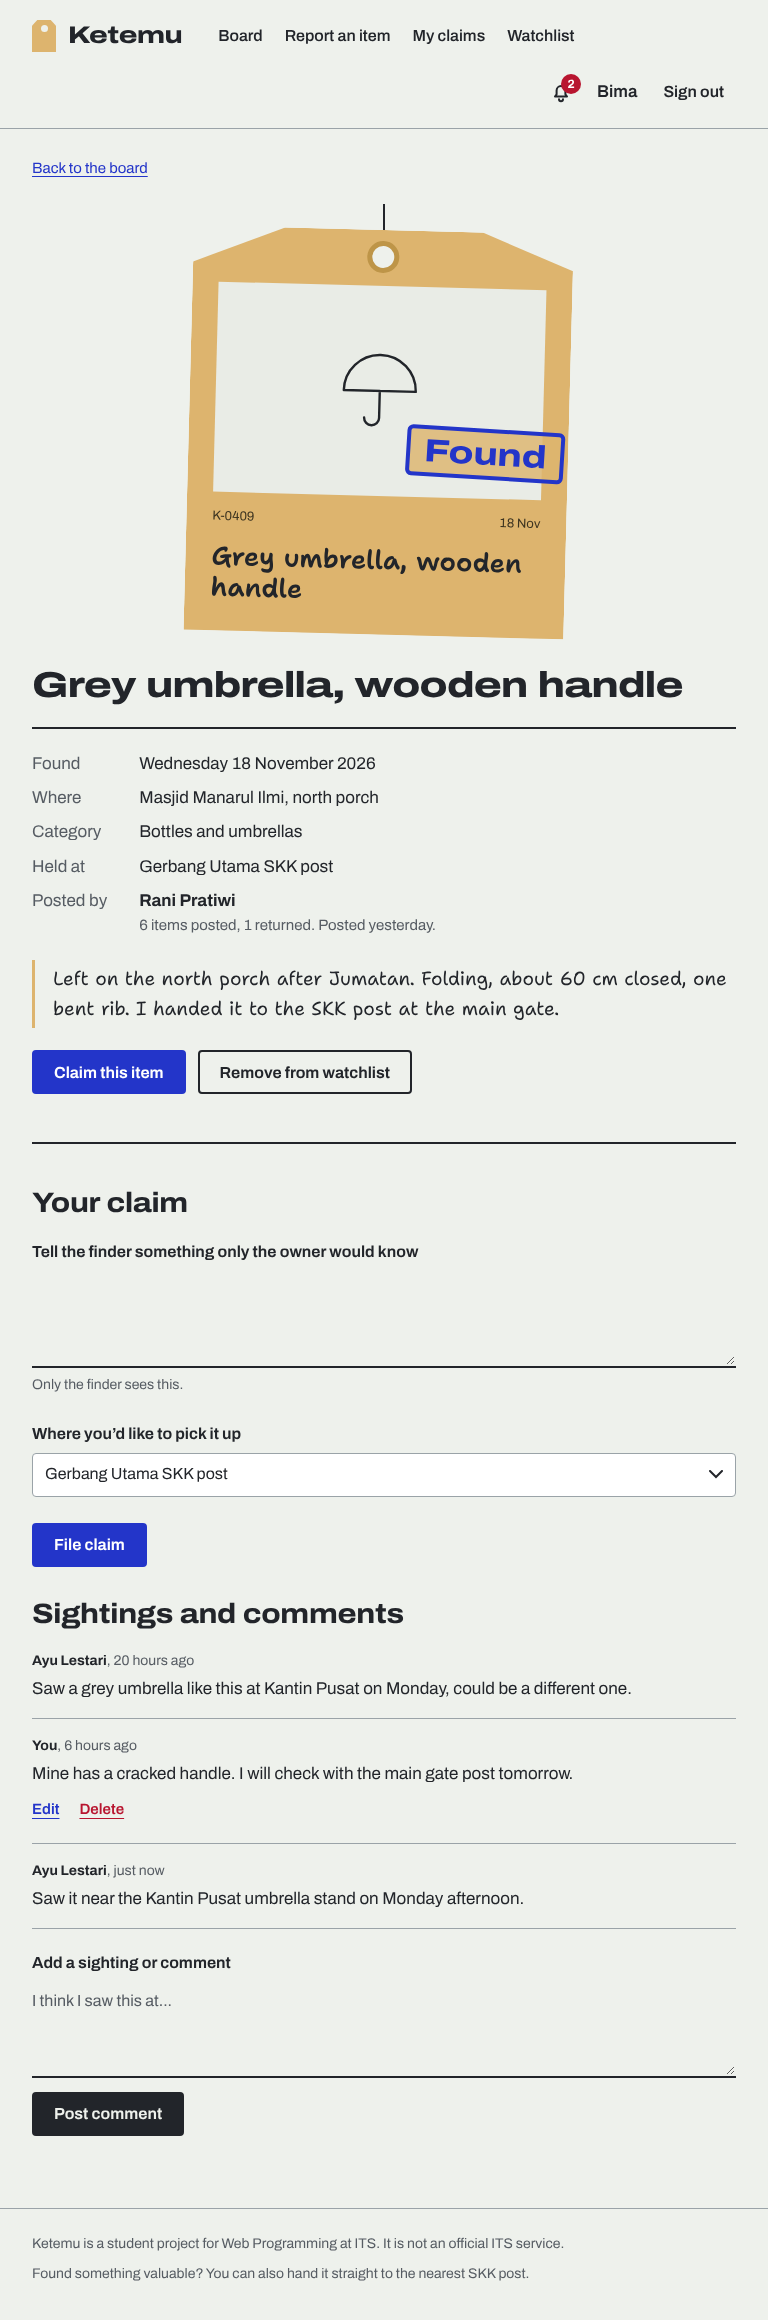 Ketemu
Board
Report an item
My claims
Watchlist
2
Bima
Sign out
Back to the board
Found
K-0409
18 Nov
Grey umbrella, wooden
handle
Grey umbrella, wooden handle
Found
Wednesday 18 November 2026
Where
Masjid Manarul Ilmi, north porch
Category
Bottles and umbrellas
Held at
Gerbang Utama SKK post
Posted by
Rani Pratiwi
6 items posted, 1 returned. Posted yesterday.
Left on the north porch after Jumatan. Folding, about 60 cm closed, one
bent rib. I handed it to the SKK post at the main gate.
Claim this item
Remove from watchlist
Your claim
Tell the finder something only the owner would know
Only the finder sees this.
Where you’d like to pick it up
Gerbang Utama SKK post
File claim
Sightings and comments
Ayu Lestari, 20 hours ago
Saw a grey umbrella like this at Kantin Pusat on Monday, could be a different one.
You, 6 hours ago
Mine has a cracked handle. I will check with the main gate post tomorrow.
Edit
Delete
Ayu Lestari, just now
Saw it near the Kantin Pusat umbrella stand on Monday afternoon.
Add a sighting or comment
I think I saw this at...
Post comment
Ketemu is a student project for Web Programming at ITS. It is not an official ITS service.
Found something valuable? You can also hand it straight to the nearest SKK post.